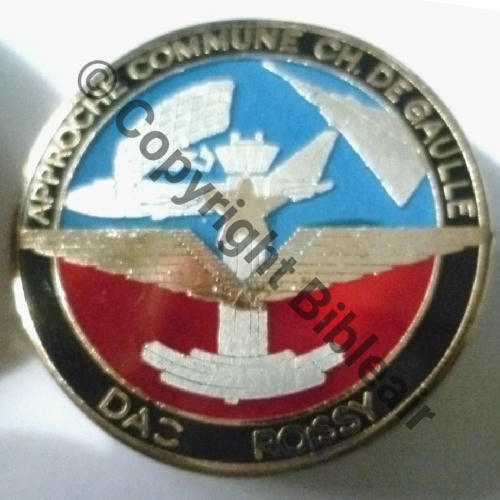 APPROCHE COMMUNE CH. DE GAULLE
DAC ROISSY
© Copyright Bibleair